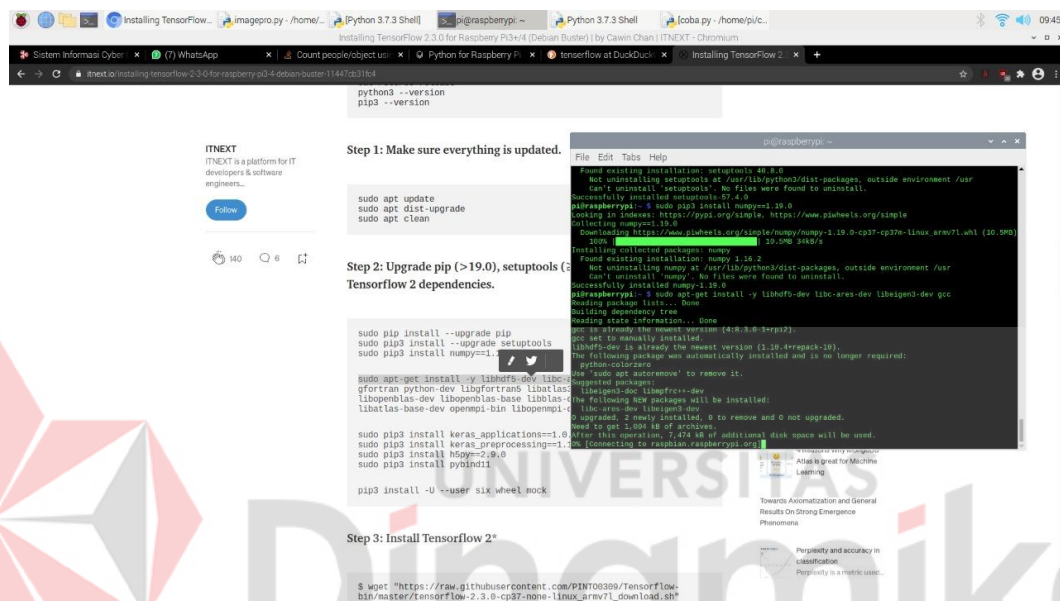 Installing TensorFlow...
imagepro.py - /home/...
[Python 3.7.3 Shell]
pi@raspberrypi: ~
Python 3.7.3 Shell
[coba.py - /home/pi/c...
09:45
Installing TensorFlow 2.3.0 for Raspberry Pi3+/4 (Debian Buster) | by Cawin Chan | ITNEXT - Chromium
Sistem Informasi Cyber
(7) WhatsApp
Count people/object usin
Python for Raspberry Pi
tenserflow at DuckDuck
Installing TensorFlow 2
itnext.io/installing-tensorflow-2-3-0-for-raspberry-pi3-4-debian-buster-11447cb31fc4
python3 --version
pip3 --version
ITNEXT
ITNEXT is a platform for IT
developers & software
engineers...
Follow
140
6
Step 1: Make sure everything is updated.
sudo apt update
sudo apt dist-upgrade
sudo apt clean
Step 2: Upgrade pip (>19.0), setuptools (≥
Tensorflow 2 dependencies.
sudo pip install --upgrade pip
sudo pip3 install --upgrade setuptools
sudo pip3 install numpy==1.
sudo apt-get install -y libhdf5-dev libc-a
gfortran python-dev libgfortran5 libatlas3
libopenblas-dev libopenblas-base libblas-d
libatlas-base-dev openmpi-bin libopenmpi-d
sudo pip3 install keras_applications==1.0.
sudo pip3 install keras_preprocessing==1.
sudo pip3 install h5py==2.9.0
sudo pip3 install pybind11
pip3 install -U --user six wheel mock
Step 3: Install Tensorflow 2*
$ wget "https://raw.githubusercontent.com/PINTO0309/Tensorflow-
bin/master/tensorflow-2.3.0-cp37-none-linux_armv7l_download.sh"
pi@raspberrypi: ~
File Edit Tabs Help
Found existing installation: setuptools 40.8.0
Not uninstalling setuptools at /usr/lib/python3/dist-packages, outside environment /usr
Can't uninstall 'setuptools'. No files were found to uninstall.
Successfully installed setuptools-57.4.0
pi@raspberrypi:~ $ sudo pip3 install numpy==1.19.0
Looking in indexes: https://pypi.org/simple, https://www.piwheels.org/simple
Collecting numpy==1.19.0
Downloading https://www.piwheels.org/simple/numpy/numpy-1.19.0-cp37-cp37m-linux_armv7l.whl (10.5MB)
100% | | 10.5MB 34kB/s
Installing collected packages: numpy
Found existing installation: numpy 1.16.2
Not uninstalling numpy at /usr/lib/python3/dist-packages, outside environment /usr
Can't uninstall 'numpy'. No files were found to uninstall.
Successfully installed numpy-1.19.0
pi@raspberrypi:~ $ sudo apt-get install -y libhdf5-dev libc-ares-dev libeigen3-dev gcc
Reading package lists... Done
Building dependency tree
Reading state information... Done
gcc is already the newest version (4:8.3.0-1+rpi2).
gcc set to manually installed.
libhdf5-dev is already the newest version (1.10.4+repack-10).
The following package was automatically installed and is no longer required:
python-colorzero
Use 'sudo apt autoremove' to remove it.
Suggested packages:
libeigen3-doc libmpfrc++-dev
The following NEW packages will be installed:
libc-ares-dev libeigen3-dev
0 upgraded, 2 newly installed, 0 to remove and 0 not upgraded.
Need to get 1,094 kB of archives.
After this operation, 7,474 kB of additional disk space will be used.
0% [Connecting to raspbian.raspberrypi.org]
Atlas is great for Machine
Learning
Towards Axiomatization and General
Results On Strong Emergence
Phenomena
Perplexity and accuracy in
classification
Perplexity is a metric used...
UNIVERSITAS
Dinamik